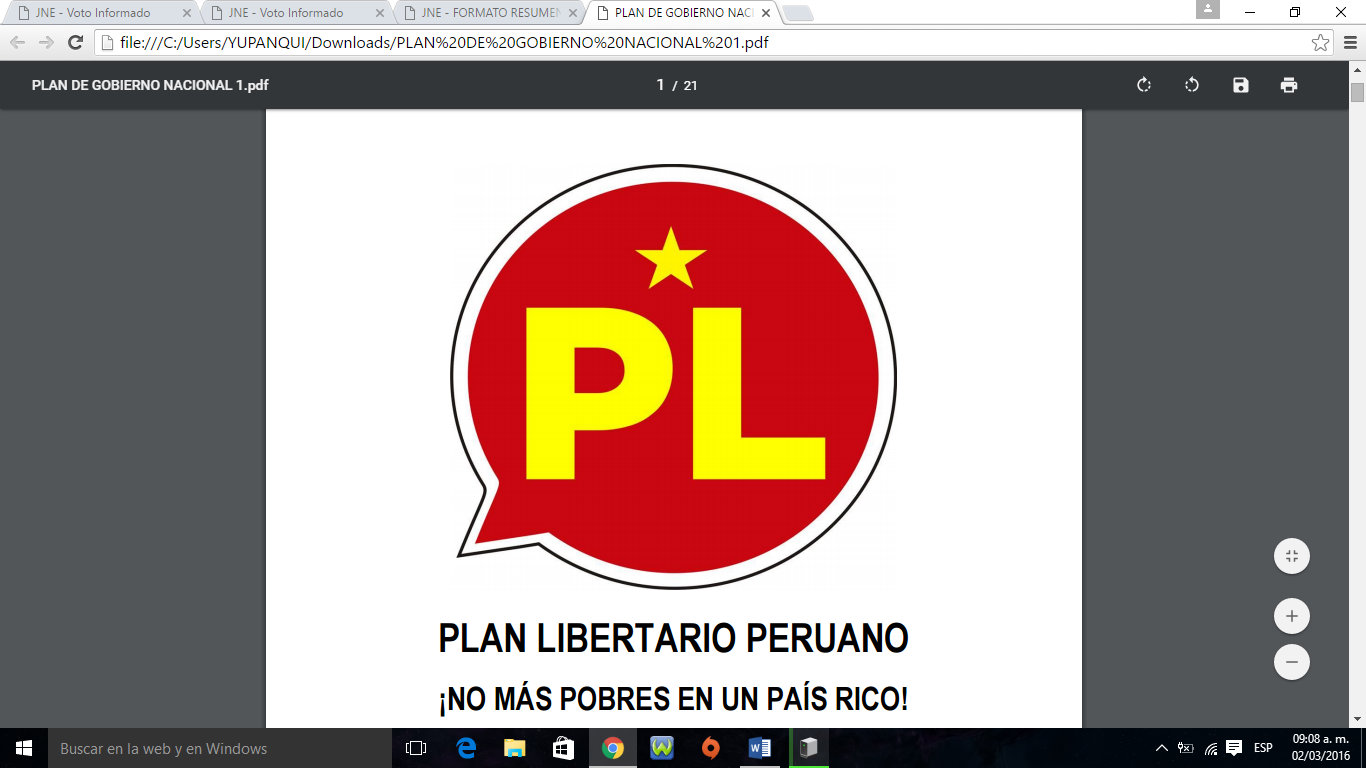 JNE - Voto Informado
JNE - Voto Informado
JNE - FORMATO RESUMEN
PLAN DE GOBIERNO NACI
file:///C:/Users/YUPANQUI/Downloads/PLAN%20DE%20GOBIERNO%20NACIONAL%201.pdf
PLAN DE GOBIERNO NACIONAL 1.pdf
1 / 21
PL
PLAN LIBERTARIO PERUANO
¡NO MÁS POBRES EN UN PAÍS RICO!
Buscar en la web y en Windows
ESP
09:08 a. m.
02/03/2016